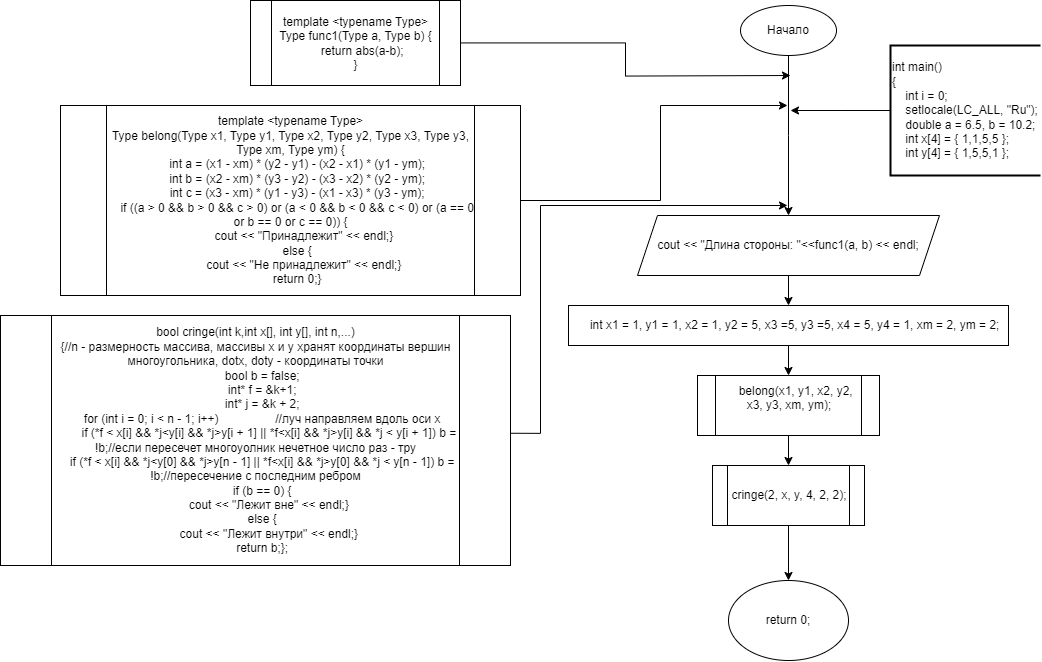 template <typename Type>
Type func1(Type a, Type b) {
return abs(a-b);
}
Начало
int main()
{
int i = 0;
setlocale(LC_ALL, "Ru");
double a = 6.5, b = 10.2;
int x[4] = { 1,1,5,5 };
int y[4] = { 1,5,5,1 };
template <typename Type>
Type belong(Type x1, Type y1, Type x2, Type y2, Type x3, Type y3,
Type xm, Type ym) {
int a = (x1 - xm) * (y2 - y1) - (x2 - x1) * (y1 - ym);
int b = (x2 - xm) * (y3 - y2) - (x3 - x2) * (y2 - ym);
int c = (x3 - xm) * (y1 - y3) - (x1 - x3) * (y3 - ym);
if ((a > 0 && b > 0 && c > 0) or (a < 0 && b < 0 && c < 0) or (a == 0
or b == 0 or c == 0)) {
cout << "Принадлежит" << endl;}
else {
cout << "Не принадлежит" << endl;}
return 0;}
cout << "Длина стороны: "<<func1(a, b) << endl;
int x1 = 1, y1 = 1, x2 = 1, y2 = 5, x3 =5, y3 =5, x4 = 5, y4 = 1, xm = 2, ym = 2;
bool cringe(int k,int x[], int y[], int n,...)
{//n - размерность массива, массивы x и y хранят координаты вершин
многоугольника, dotx, doty - координаты точки
bool b = false;
int* f = &k+1;
int* j = &k + 2;
for (int i = 0; i < n - 1; i++) //луч направляем вдоль оси x
if (*f < x[i] && *j<y[i] && *j>y[i + 1] || *f<x[i] && *j>y[i] && *j < y[i + 1]) b =
!b;//если пересечет многоуолник нечетное число раз - тру
if (*f < x[i] && *j<y[0] && *j>y[n - 1] || *f<x[i] && *j>y[0] && *j < y[n - 1]) b =
!b;//пересечение с последним ребром
if (b == 0) {
cout << "Лежит вне" << endl;}
else {
cout << "Лежит внутри" << endl;}
return b;};
belong(x1, y1, x2, y2,
x3, y3, xm, ym);
cringe(2, x, y, 4, 2, 2);
return 0;